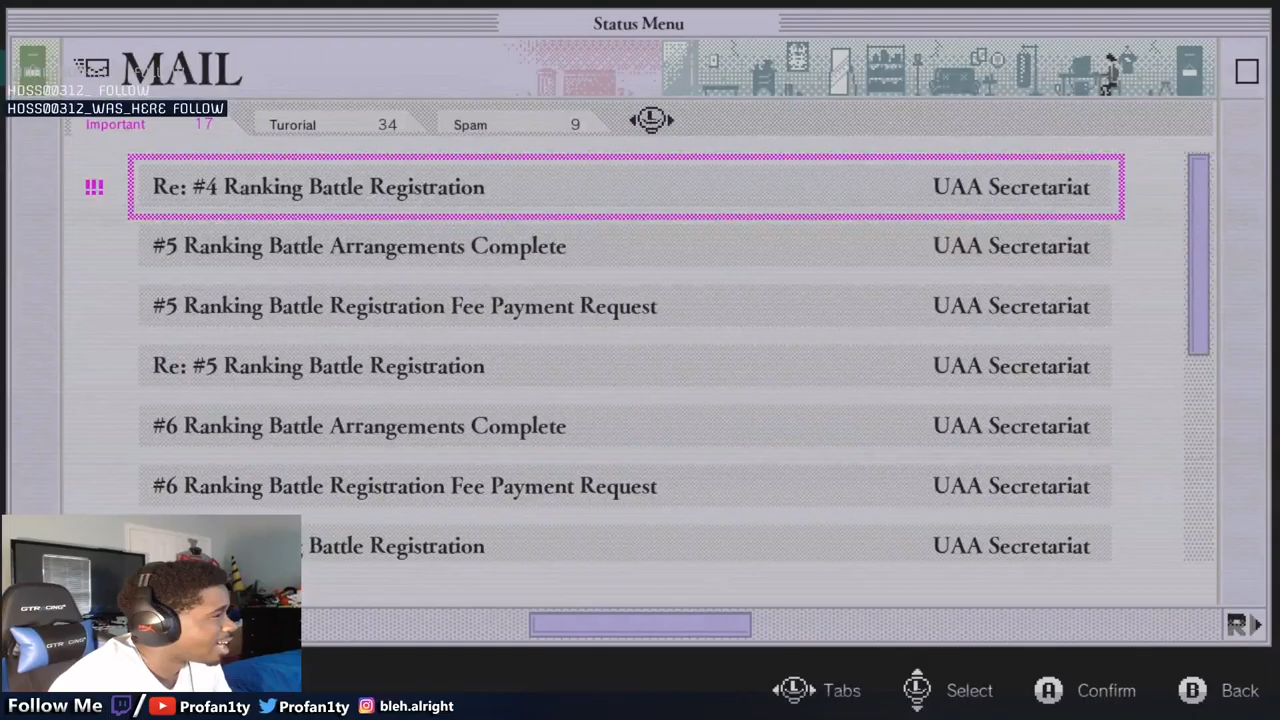 Status Menu
MAIL
HOSS00312_ FOLLOW
HOSS00312_WAS_HERE FOLLOW
Important 17
Turorial 34
Spam 9
L
!!! Re: #4 Ranking Battle Registration UAA Secretariat
#5 Ranking Battle Arrangements Complete UAA Secretariat
#5 Ranking Battle Registration Fee Payment Request UAA Secretariat
Re: #5 Ranking Battle Registration UAA Secretariat
#6 Ranking Battle Arrangements Complete UAA Secretariat
#6 Ranking Battle Registration Fee Payment Request UAA Secretariat
Battle Registration UAA Secretariat
R
GTRACING
GTRACING
L Tabs L Select A Confirm B Back
Follow Me / Profan1ty Profan1ty bleh.alright